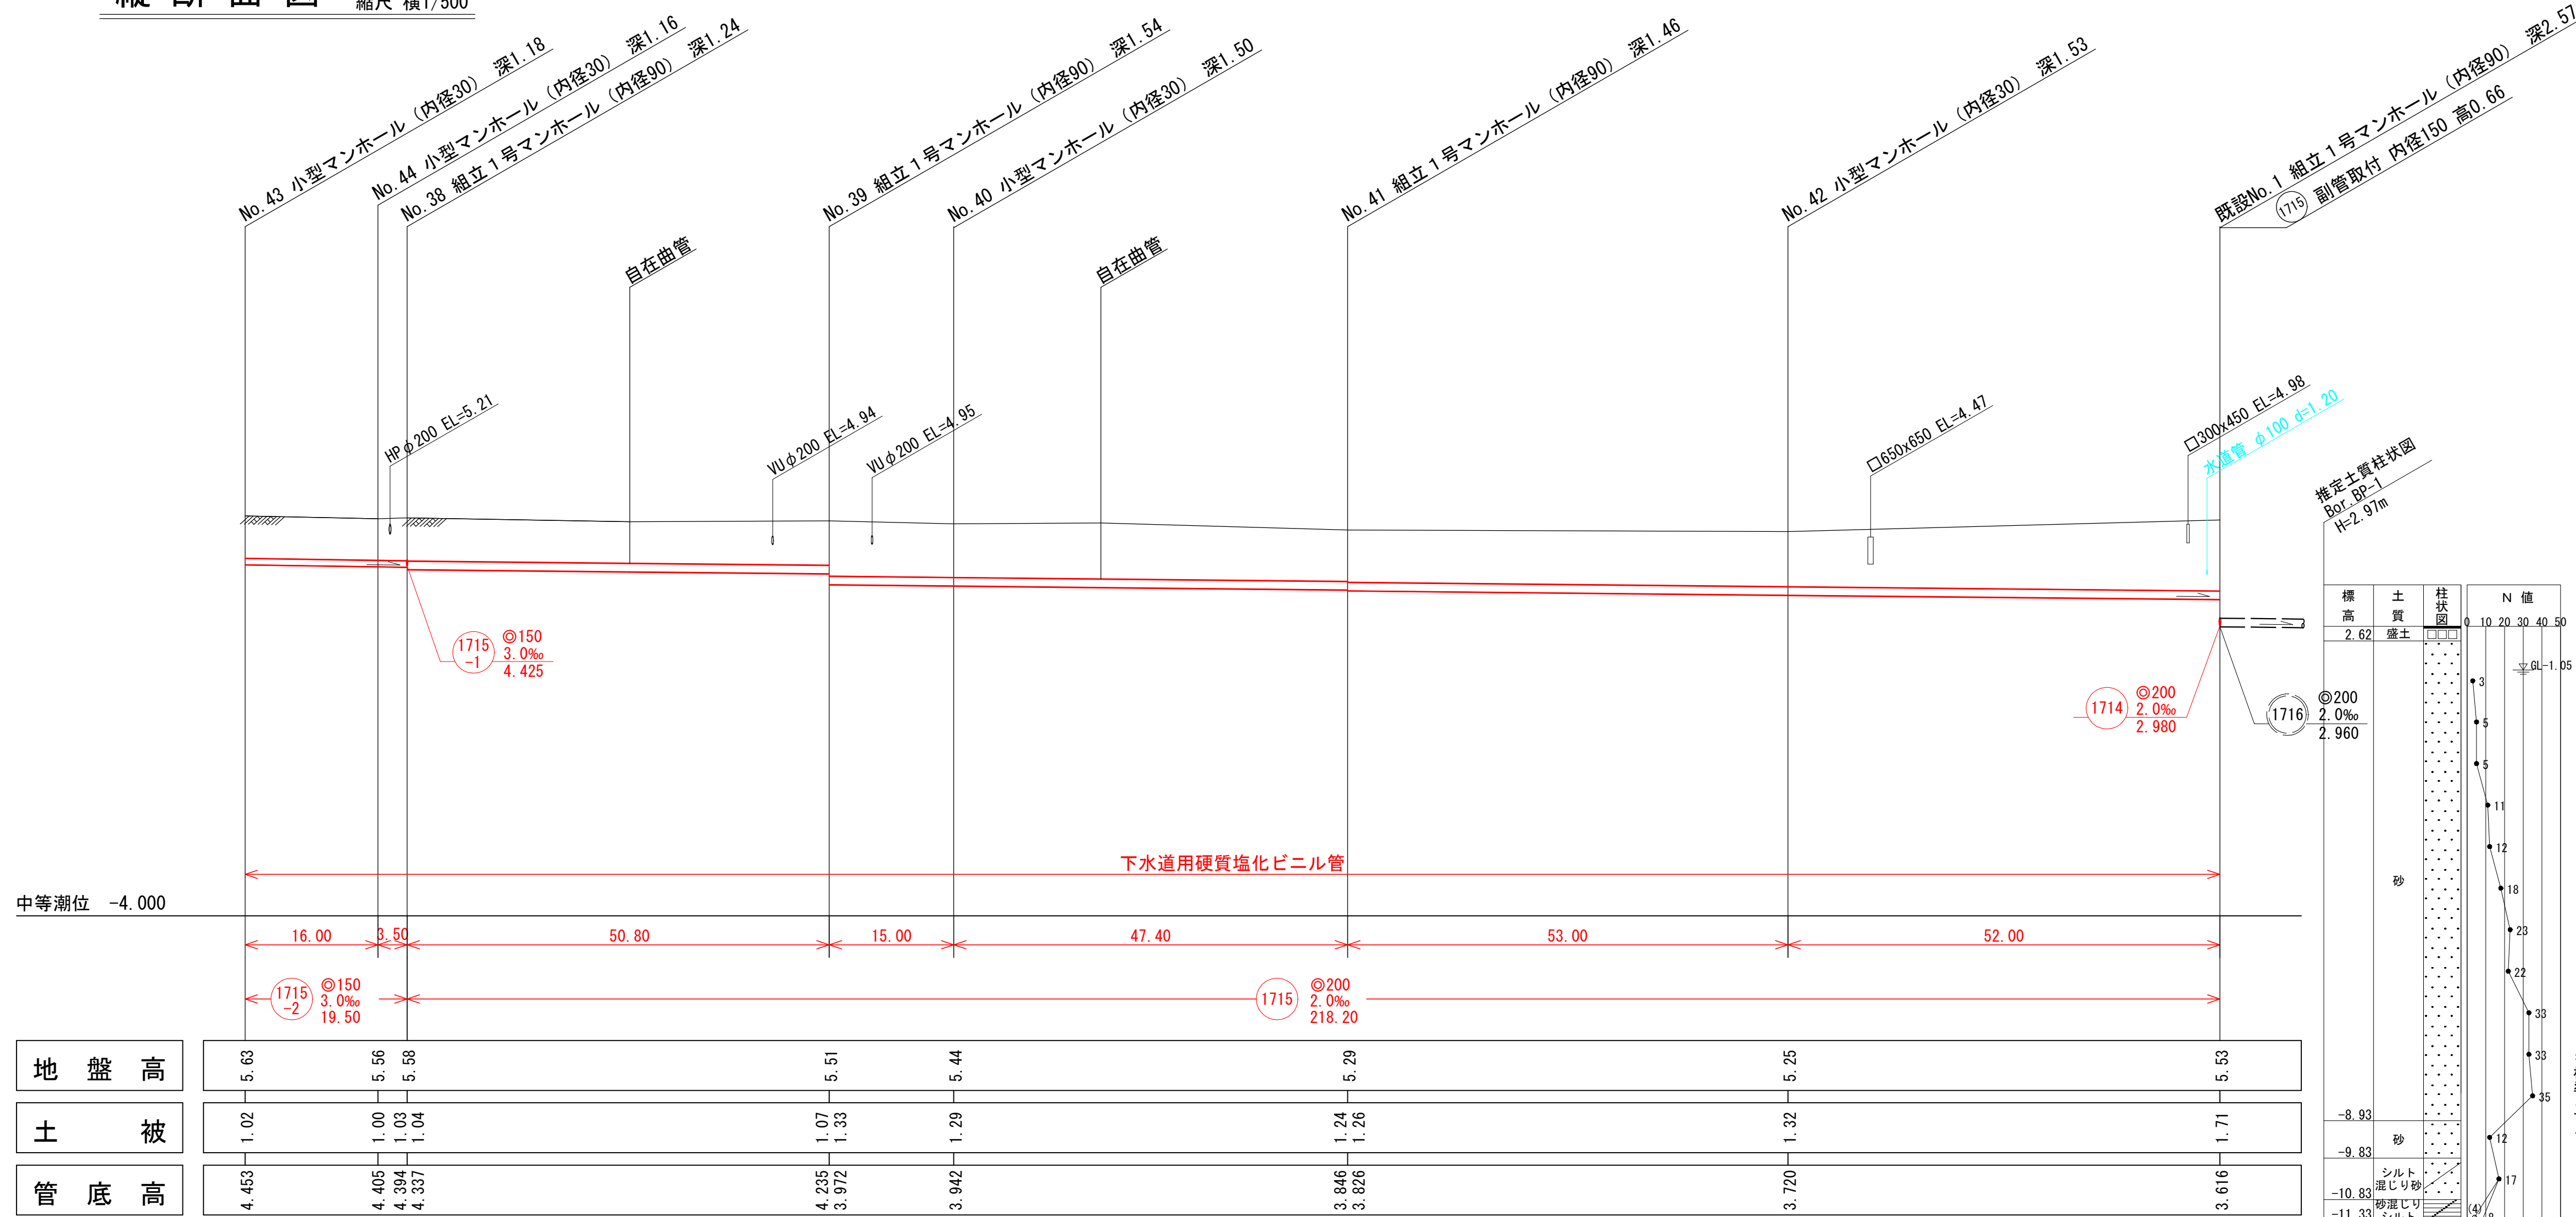 縮尺 横1/500
No.43 小型マンホール（内径30） 深1.18
No.44 小型マンホール（内径30） 深1.16
No.38 組立１号マンホール（内径90） 深1.24
No.39 組立１号マンホール（内径90） 深1.54
No.40 小型マンホール（内径30） 深1.50
No.41 組立１号マンホール（内径90） 深1.46
No.42 小型マンホール（内径30） 深1.53
既設No.1 組立１号マンホール（内径90） 深2.57
1715 副管取付 内径150 高0.66
自在曲管
自在曲管
HPφ200 EL=5.21
VUφ200 EL=4.94
VUφ200 EL=4.95
□650x650 EL=4.47
□300x450 EL=4.98
水道管 φ100 d=1.20
推定土質柱状図
Bor.BP-1
H=2.97m
1715
-1
◎150
3.0‰
4.425
1714
◎200
2.0‰
2.980
1716
◎200
2.0‰
2.960
下水道用硬質塩化ビニル管
中等潮位 -4.000
16.00 3.50 50.80 15.00 47.40 53.00 52.00
1715
-2
◎150
3.0‰
19.50
1715
◎200
2.0‰
218.20
地盤高 5.63 5.56 5.58 5.51 5.44 5.29 5.25 5.53
土被 1.02 1.00 1.03 1.04 1.07 1.33 1.29 1.24 1.26 1.32 1.71
管底高 4.453 4.405 4.394 4.337 4.235 3.972 3.942 3.846 3.826 3.720 3.616
標高 土質 柱状図 N 値
0 10 20 30 40 50
2.62 盛土
GL-1.05
3
5
5
11
12
18
砂
23
22
33
33
35
-8.93
砂
12
-9.83
シルト
混じり砂
17
-10.83
砂混じり
シルト
(4)
-11.33
8